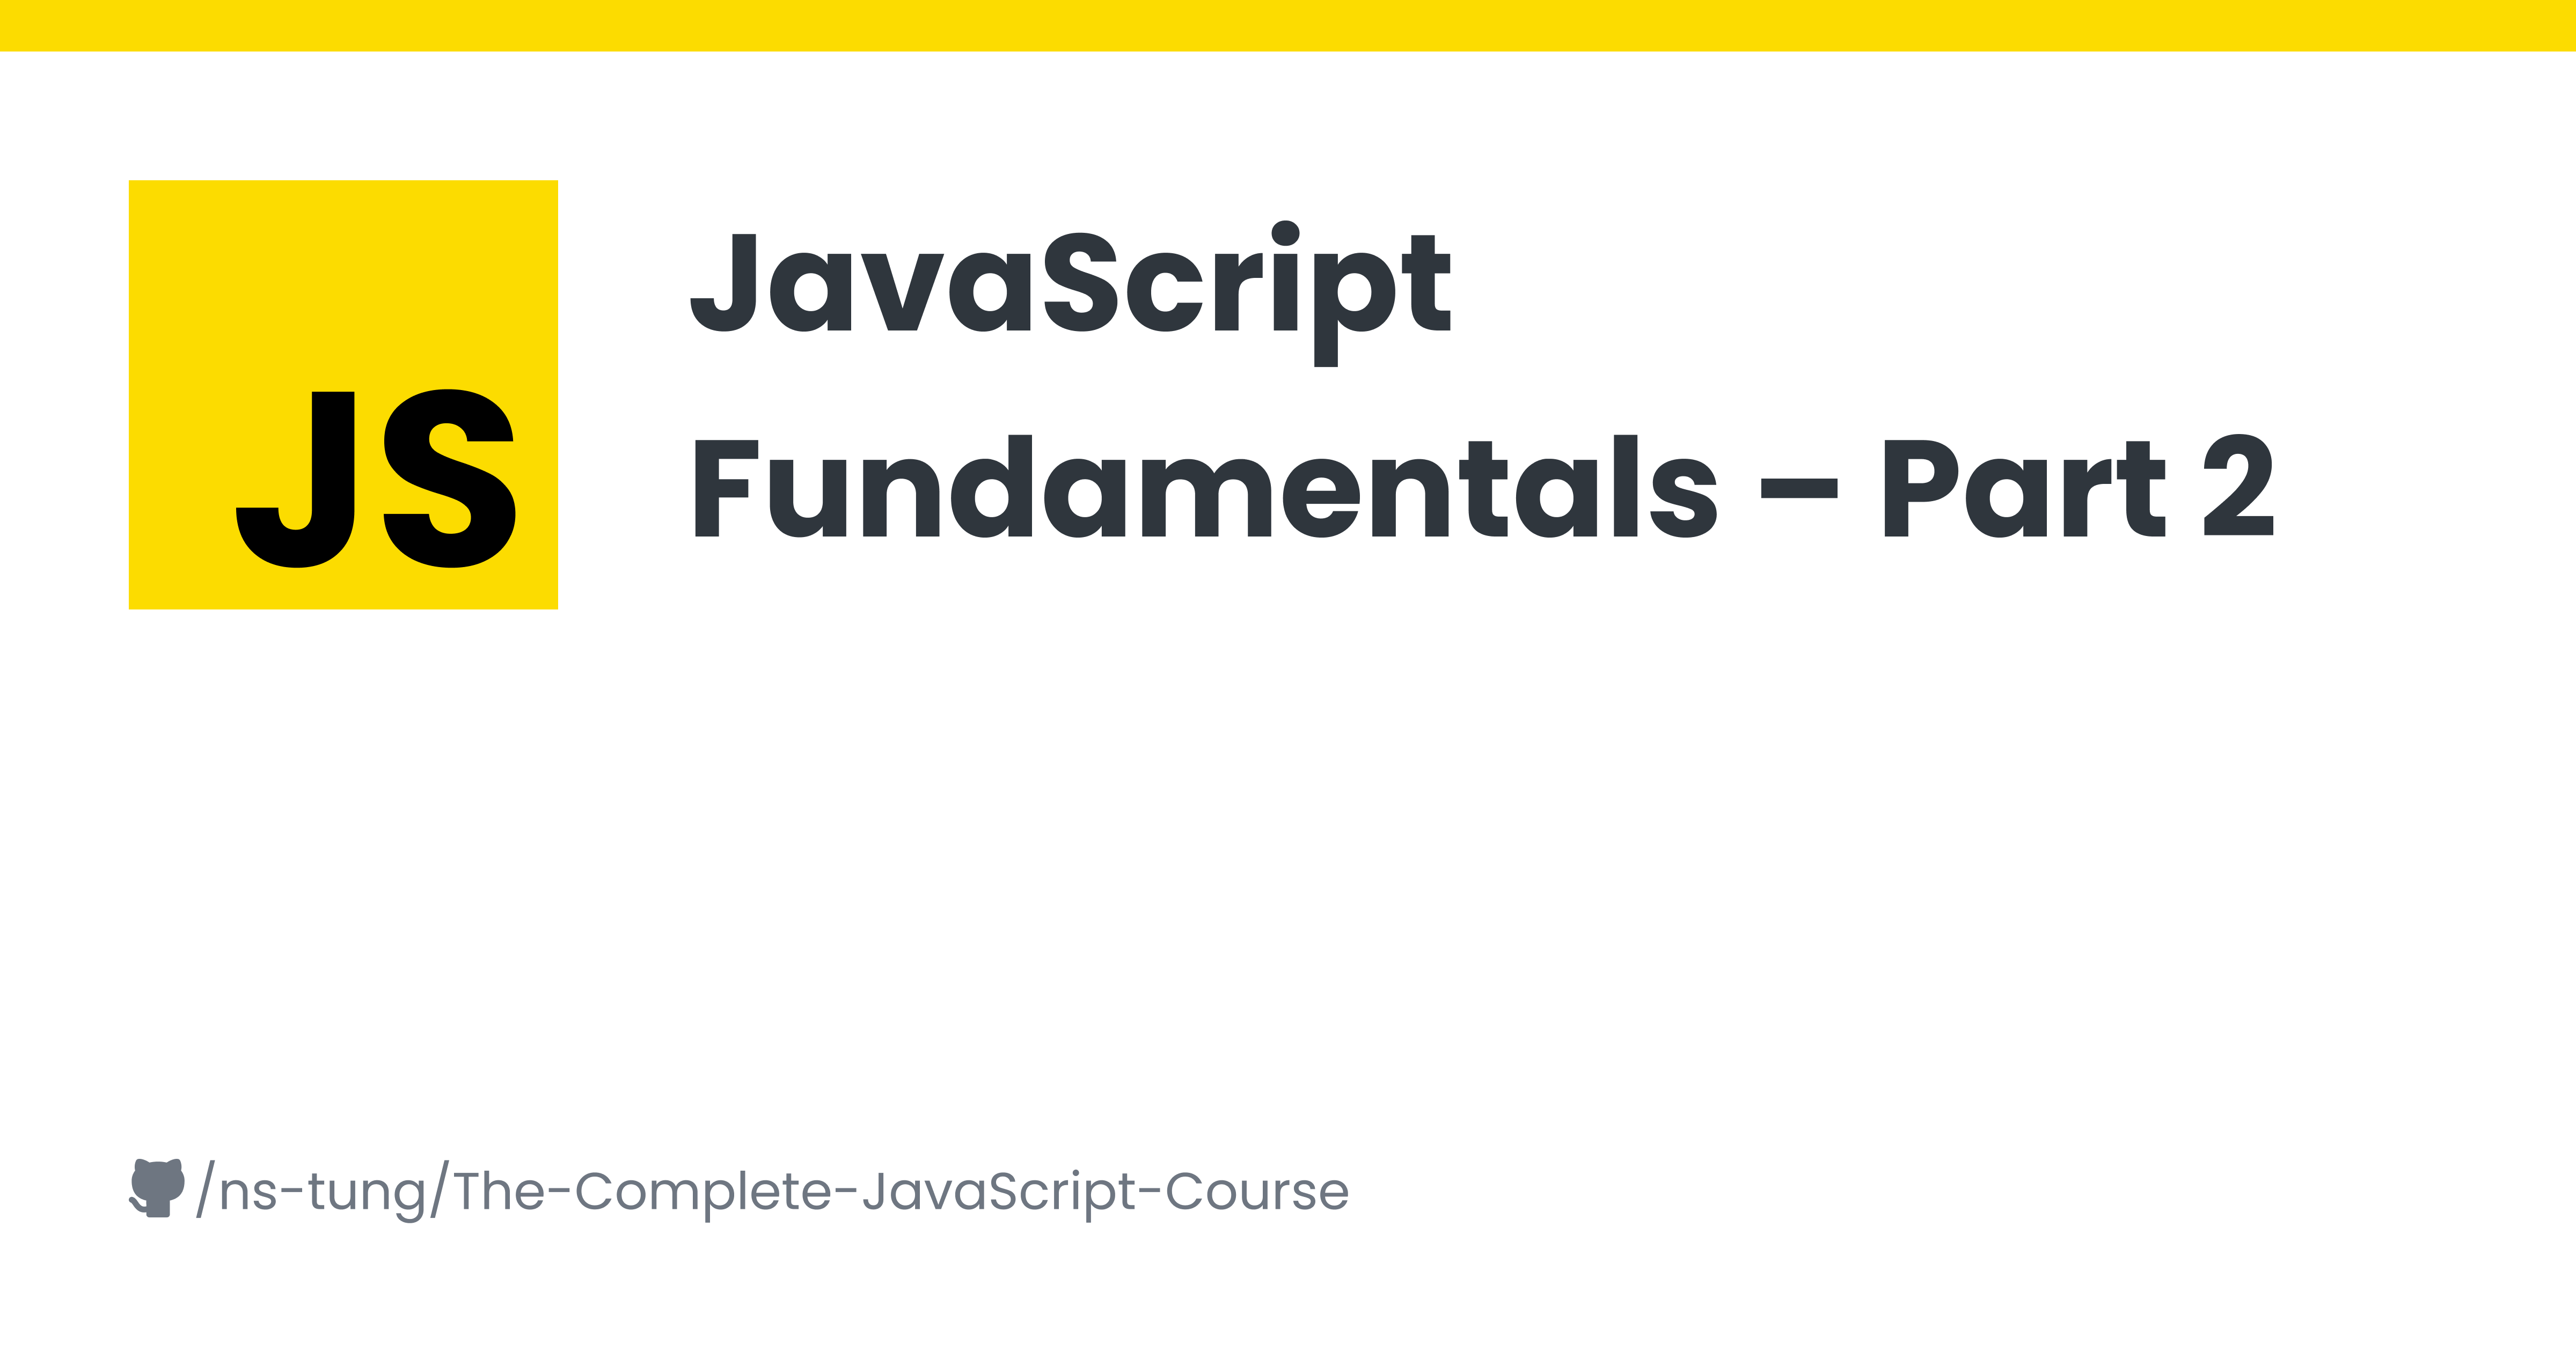 JS
JavaScript
Fundamentals – Part 2
/ns-tung/The-Complete-JavaScript-Course